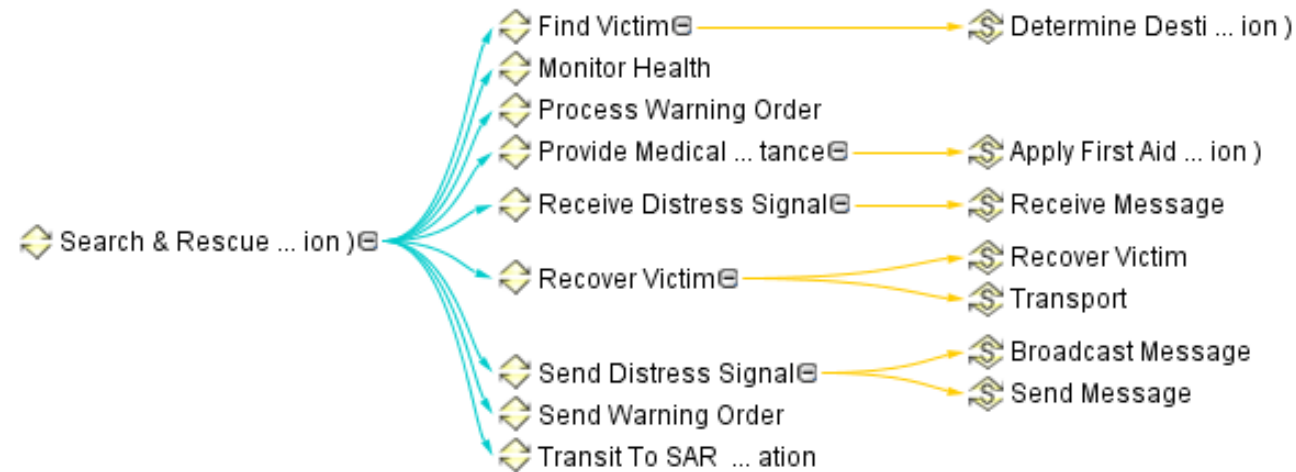 Find Victim
Determine Desti ... ion )
Monitor Health
Process Warning Order
Provide Medical ... tance
Apply First Aid ... ion )
Receive Distress Signal
Receive Message
Search & Rescue ... ion )
Recover Victim
Recover Victim
Transport
Send Distress Signal
Broadcast Message
Send Message
Send Warning Order
Transit To SAR ... ation